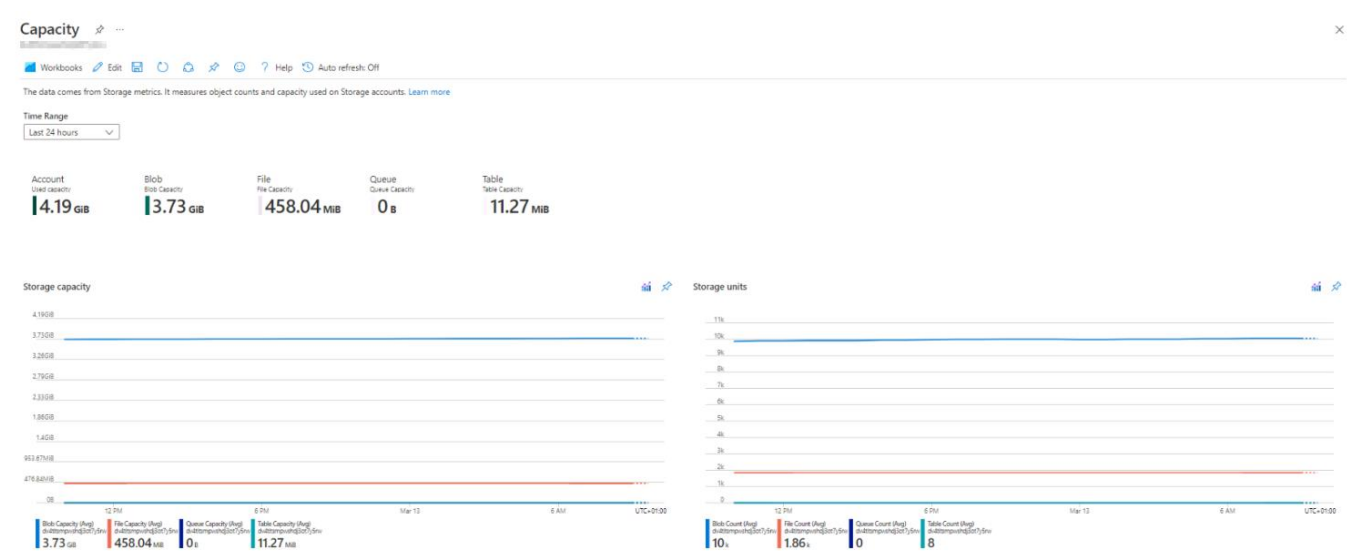 Capacity
Workbooks Edit ? Help Auto refresh: Off
The data comes from Storage metrics. It measures object counts and capacity used on Storage accounts. Learn more
Time Range
Last 24 hours
Account Blob File Queue Table
Used capacity Blob Capacity File Capacity Queue Capacity Table Capacity
4.19 GiB 3.73 GiB 458.04 MiB 0 B 11.27 MiB
Storage capacity
4.19GiB
3.73GiB
3.26GiB
2.79GiB
2.33GiB
1.86GiB
1.4GiB
953.67MiB
476.84MiB
0B
12 PM 6 PM Mar 13 6 AM UTC+01:00
Blob Capacity (Avg) File Capacity (Avg) Queue Capacity (Avg) Table Capacity (Avg)
3.73 GiB 458.04 MiB 0 B 11.27 MiB
Storage units
11k
10k
9k
8k
7k
6k
5k
4k
3k
2k
1k
0
12 PM 6 PM Mar 13 6 AM UTC+01:00
Blob Count (Avg) File Count (Avg) Queue Count (Avg) Table Count (Avg)
10 k 1.86 k 0 8